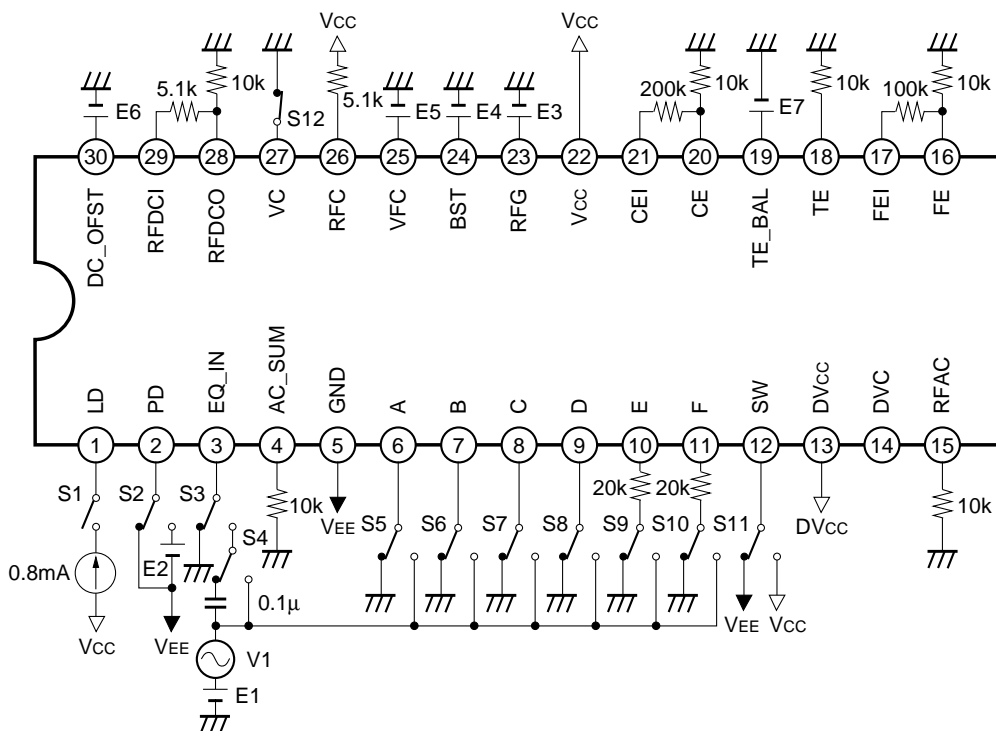 VCC VCC
10k 10k 10k 10k
5.1k 200k 100k
E6 S12 5.1k E5 E4 E3 E7
30 29 28 27 26 25 24 23 22 21 20 19 18 17 16
DC_OFST RFDCI RFDCO VC RFC VFC BST RFG VCC CEI CE TE_BAL TE FEI FE
LD PD EQ_IN AC_SUM GND A B C D E F SW DVCC DVC RFAC
1 2 3 4 5 6 7 8 9 10 11 12 13 14 15
S1 S2 S3 10k 20k 20k 10k
VEE S5 S6 S7 S8 S9 S10 S11 DVCC
S4
0.8mA E2
0.1µ
VCC VEE VEE VCC
V1
E1